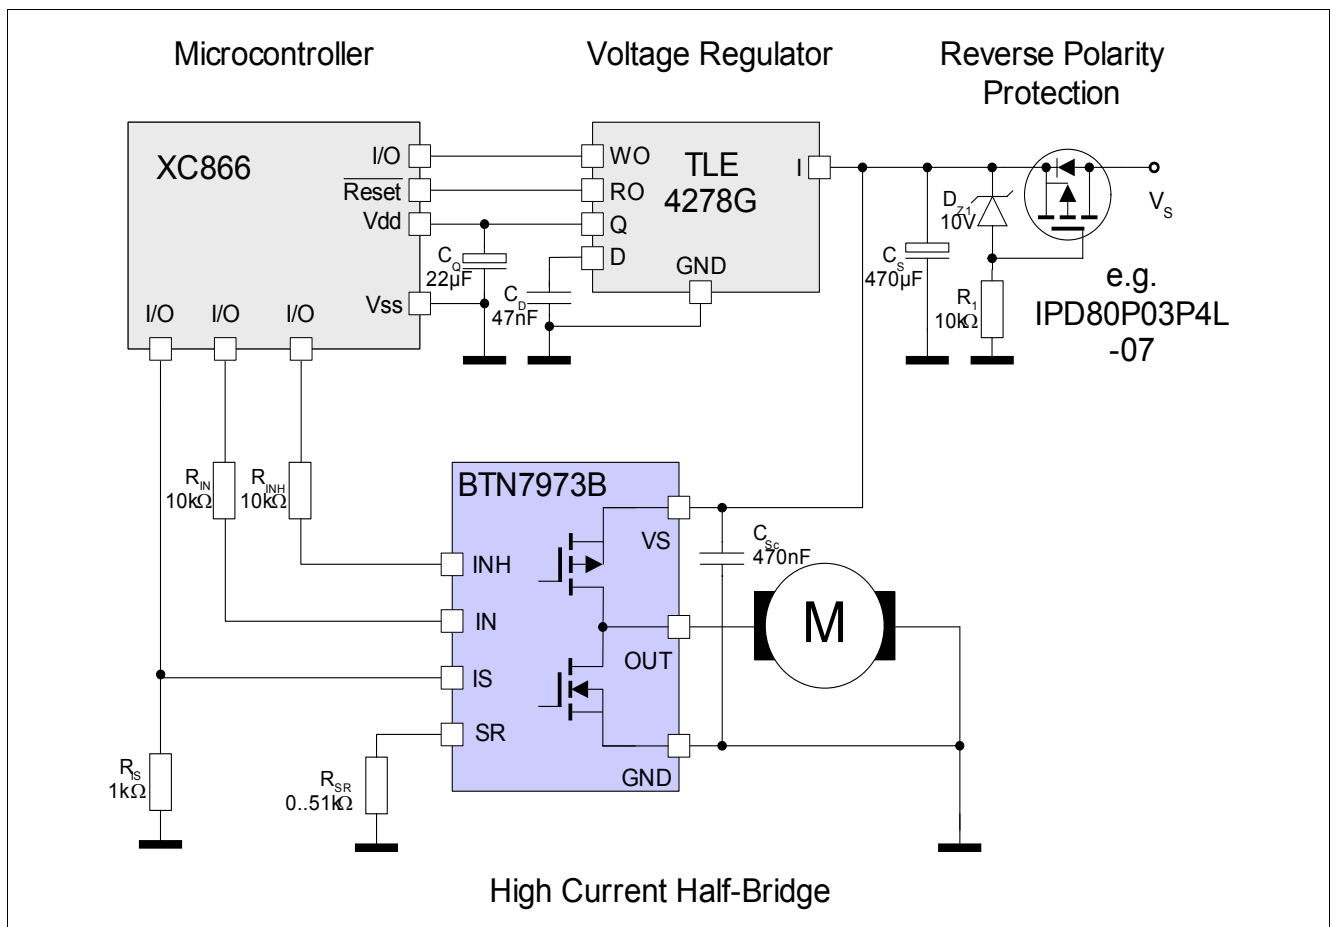 Microcontroller
Voltage Regulator
Reverse Polarity
Protection
XC866
I/O
Reset
Vdd
Vss
I/O
I/O
I/O
WO
RO
Q
D
TLE
4278G
I
GND
C_Q
22µF
C_D
47nF
C_S
470µF
D_Z1
10V
R_1
10kΩ
V_S
e.g.
IPD80P03P4L
-07
R_IN
10kΩ
R_INH
10kΩ
BTN7973B
VS
INH
IN
IS
SR
OUT
GND
C_Sc
470nF
M
R_IS
1kΩ
R_SR
0..51kΩ
High Current Half-Bridge